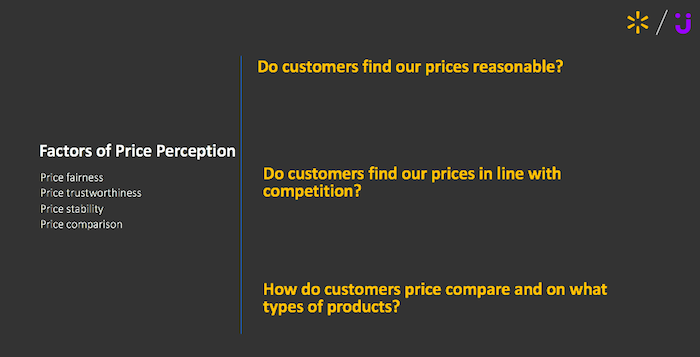 Factors of Price Perception
Price fairness
Price trustworthiness
Price stability
Price comparison
Do customers find our prices reasonable?
Do customers find our prices in line with
competition?
How do customers price compare and on what
types of products?